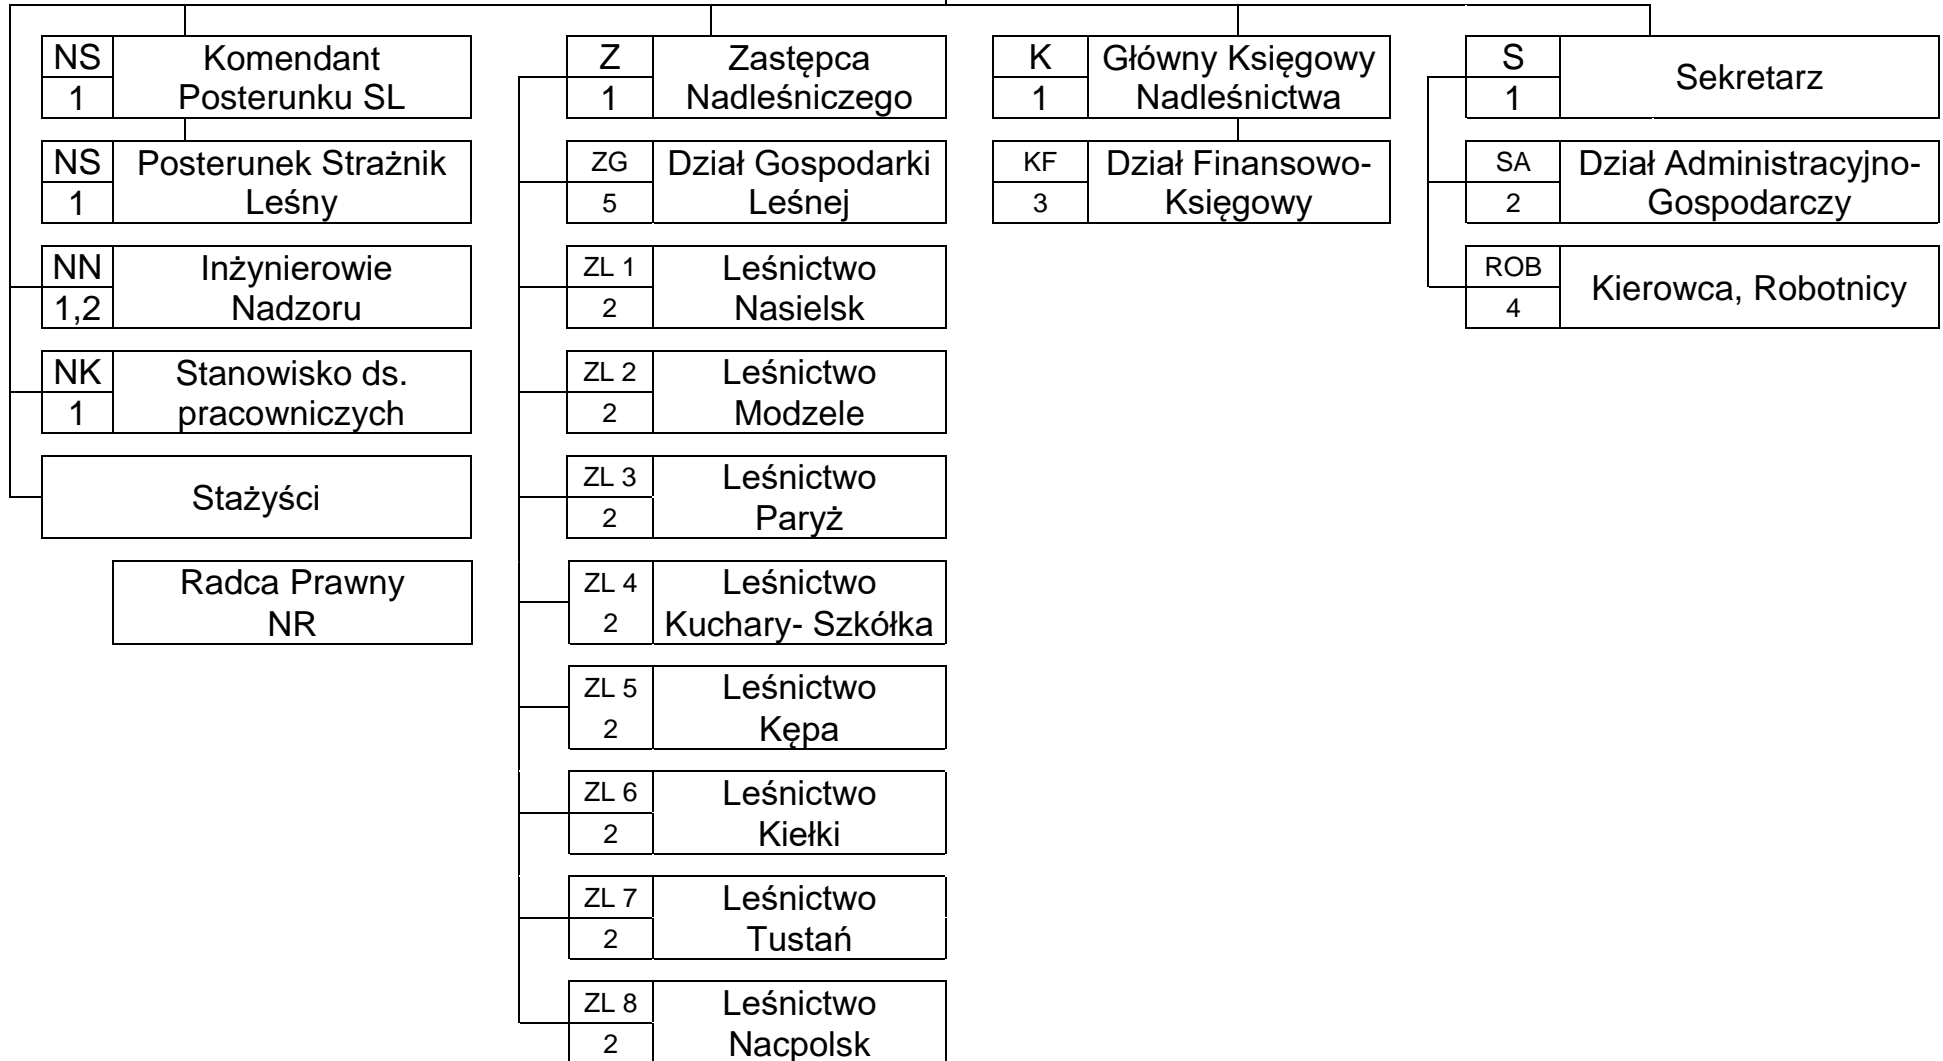 NS
1
Komendant
Posterunku SL
NS
1
Posterunek Strażnik
Leśny
NN
1,2
Inżynierowie
Nadzoru
NK
1
Stanowisko ds.
pracowniczych
Stażyści
Radca Prawny
NR
Z
1
Zastępca
Nadleśniczego
ZG
5
Dział Gospodarki
Leśnej
ZL 1
2
Leśnictwo
Nasielsk
ZL 2
2
Leśnictwo
Modzele
ZL 3
2
Leśnictwo
Paryż
ZL 4
2
Leśnictwo
Kuchary- Szkółka
ZL 5
2
Leśnictwo
Kępa
ZL 6
2
Leśnictwo
Kiełki
ZL 7
2
Leśnictwo
Tustań
ZL 8
2
Leśnictwo
Nacpolsk
K
1
Główny Księgowy
Nadleśnictwa
KF
3
Dział Finansowo-
Księgowy
S
1
Sekretarz
SA
2
Dział Administracyjno-
Gospodarczy
ROB
4
Kierowca, Robotnicy